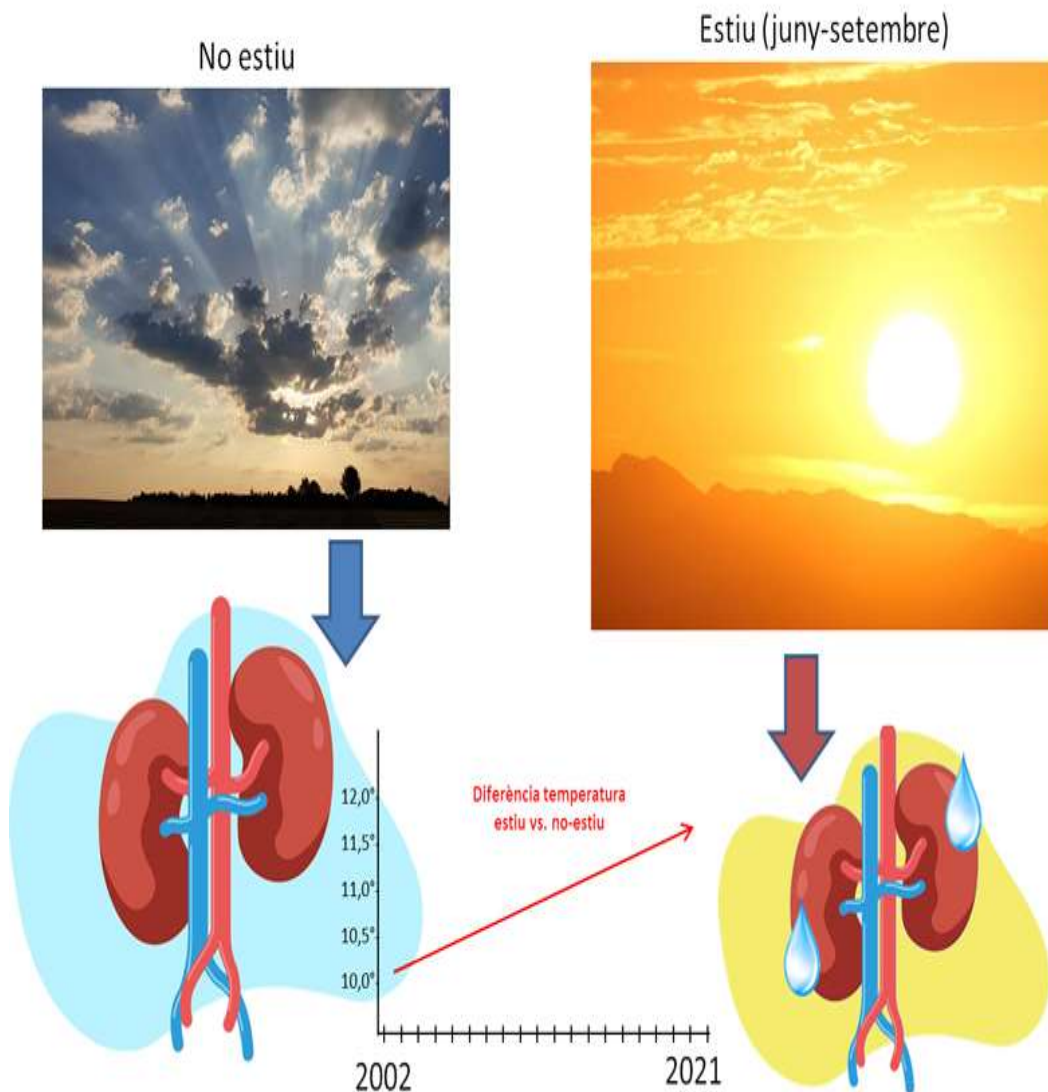 No estiu
Estiu (juny-setembre)
Diferència temperatura
estiu vs. no-estiu
12,0°
11,5°
11,0°
10,5°
10,0°
2002
2021